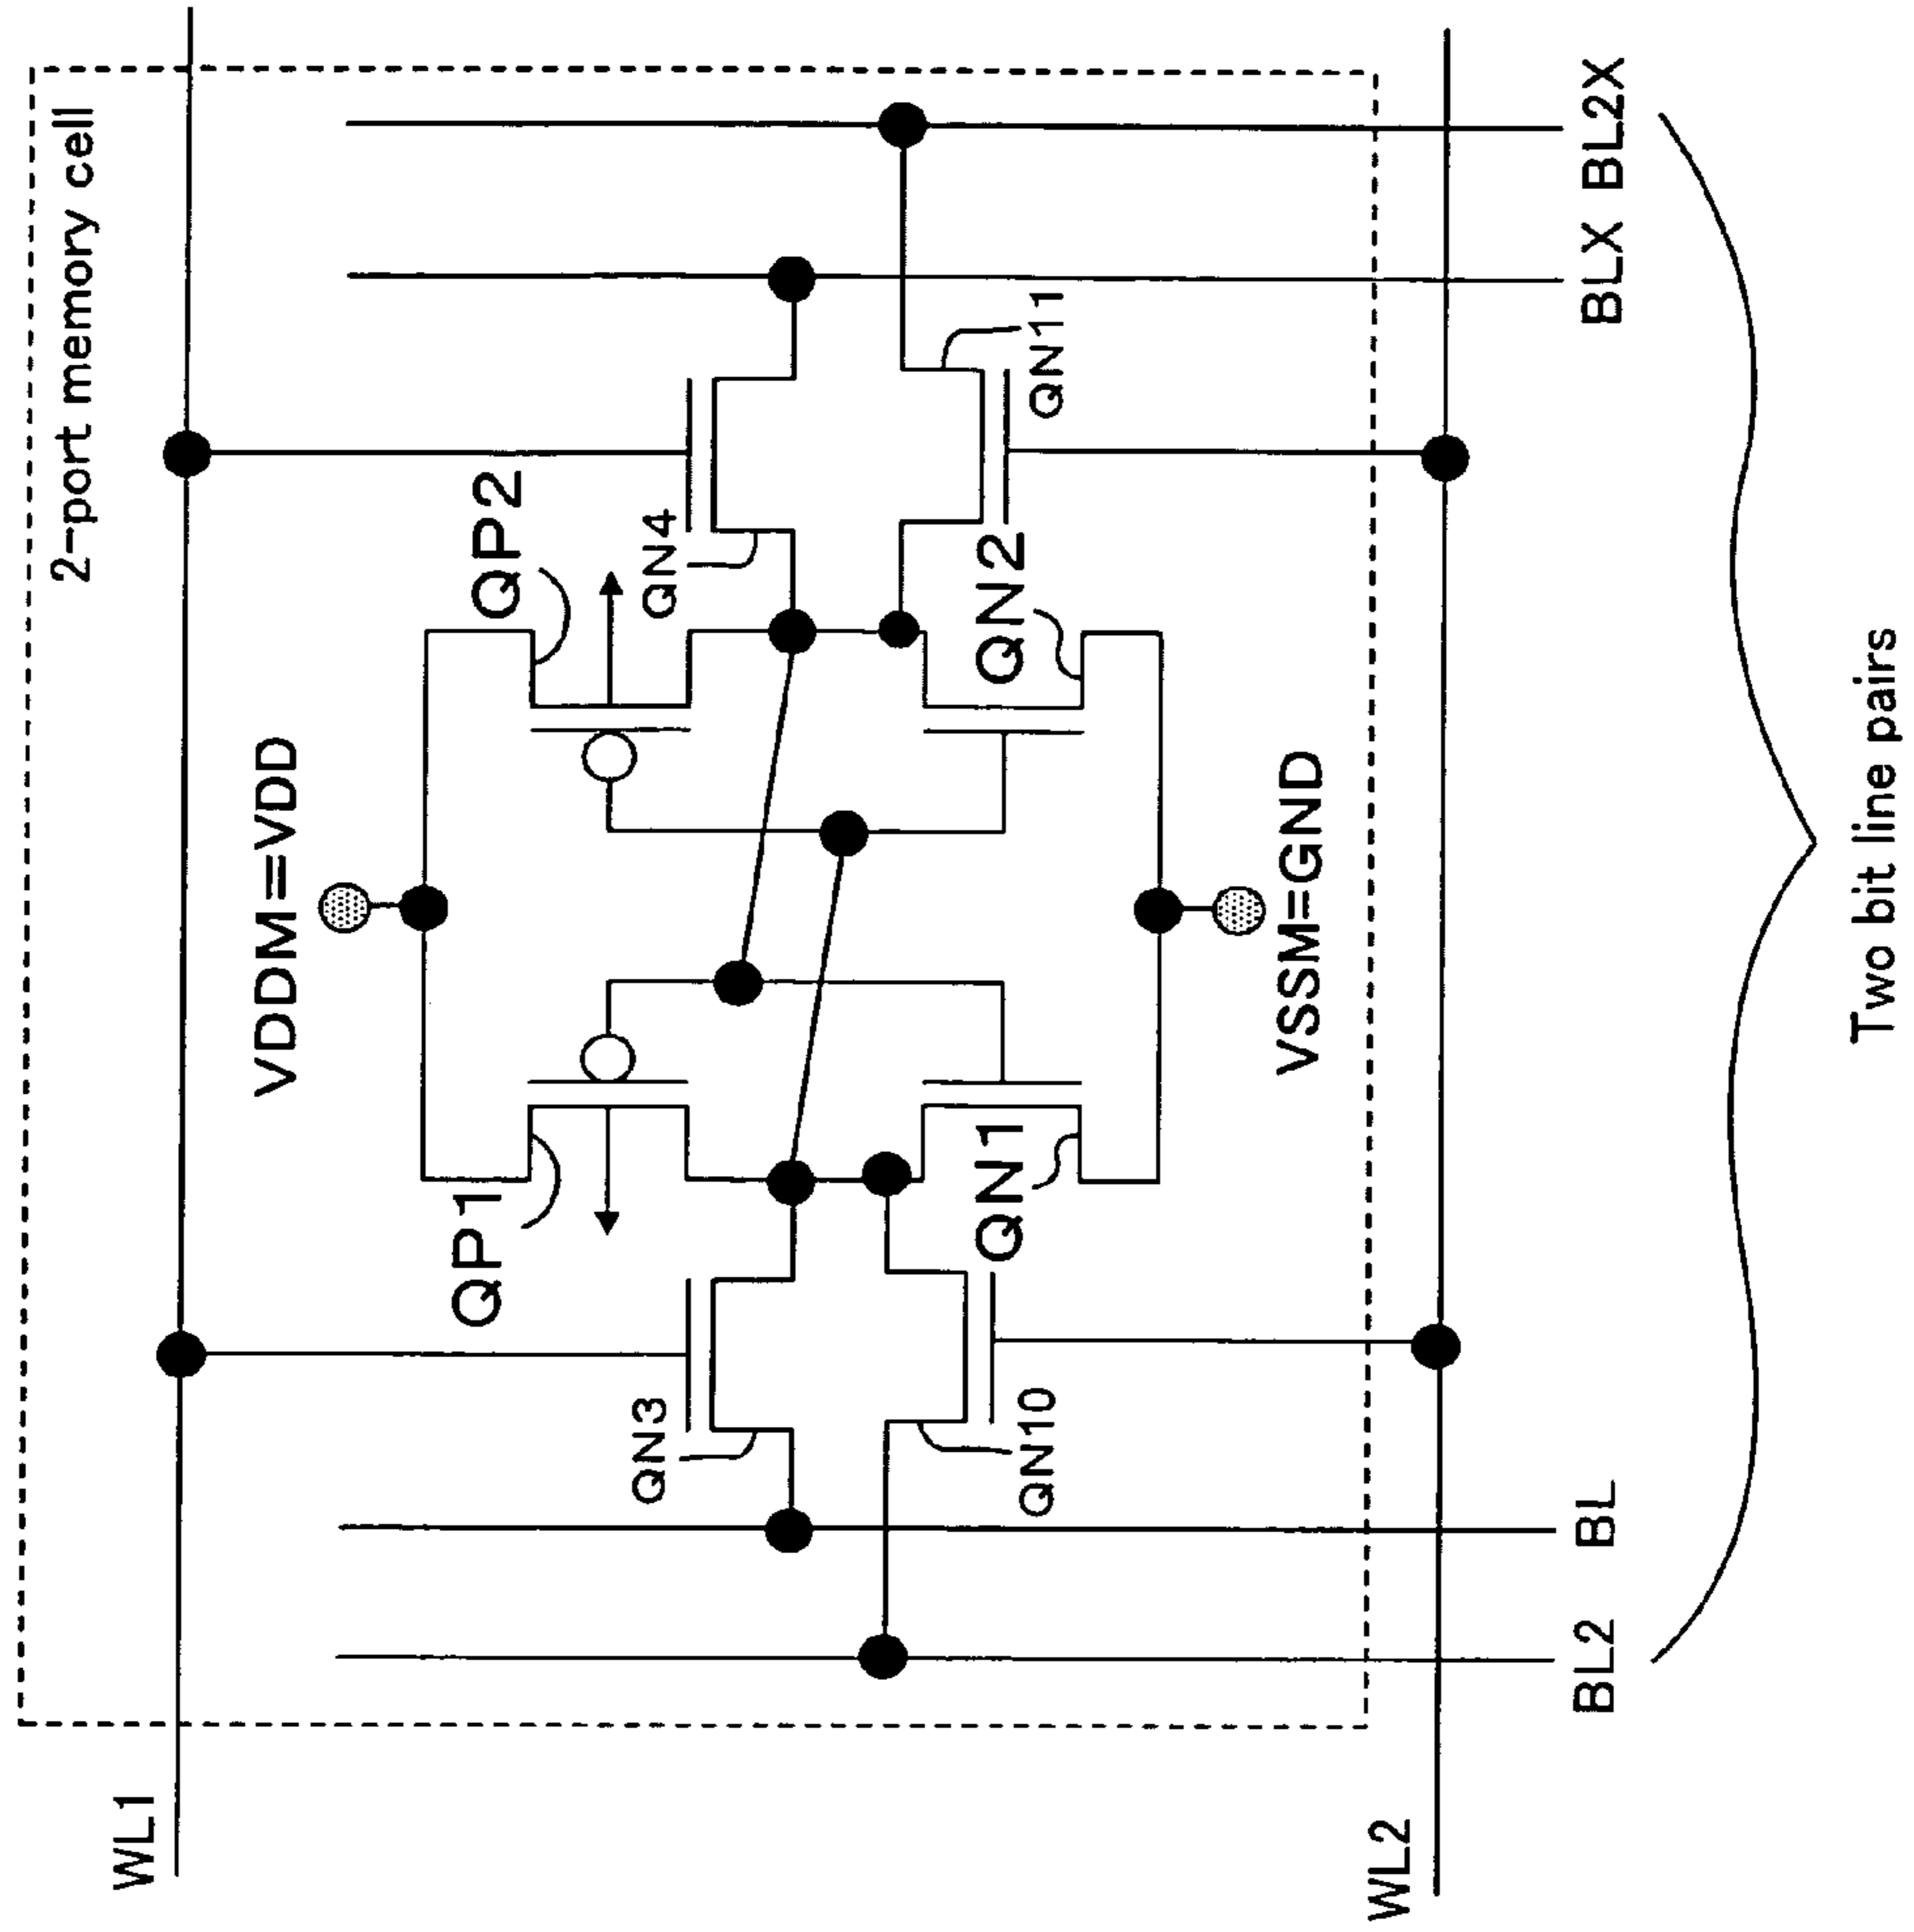 2-port memory cell
WL1
VDDM=VDD
QP1
QP2
QN3
QN4
QN1
QN2
QN10
QN11
VSSM=GND
WL2
BL2
BL
BLX
BL2X
Two bit line pairs